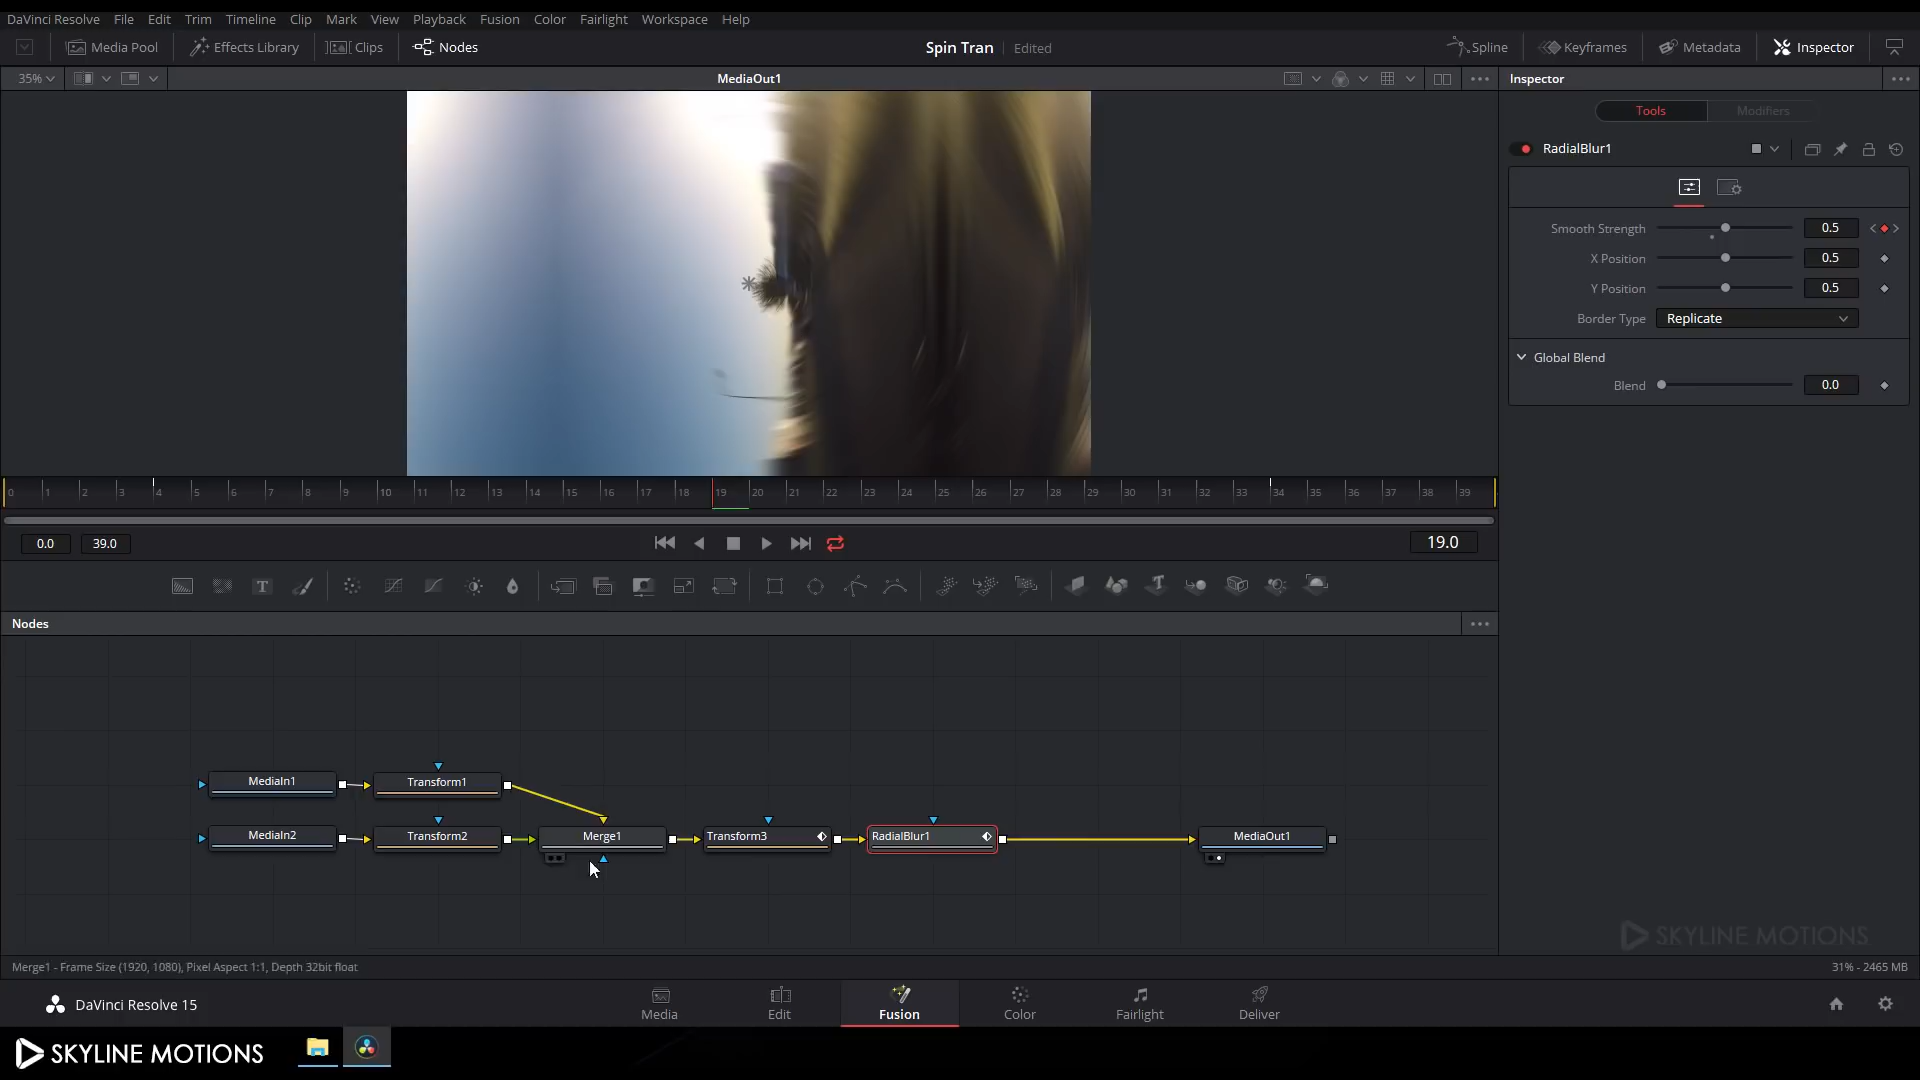 DaVinci Resolve File Edit Trim Timeline Clip Mark View Playback Fusion Color Fairlight Workspace Help
Media Pool Effects Library Clips Nodes Spin Tran Edited Spline Keyframes Metadata Inspector
35% MediaOut1 Inspector
Tools Modifiers
RadialBlur1
Smooth Strength 0.5
X Position 0.5
Y Position 0.5
Border Type Replicate
Global Blend
Blend 0.0
0 1 2 3 4 5 6 7 8 9 10 11 12 13 14 15 16 17 18 19 20 21 22 23 24 25 26 27 28 29 30 31 32 33 34 35 36 37 38 39
0.0 39.0 19.0
Nodes
MediaIn1 Transform1
MediaIn2 Transform2 Merge1 Transform3 RadialBlur1 MediaOut1
SKYLINE MOTIONS
Merge1 - Frame Size (1920, 1080), Pixel Aspect 1:1, Depth 32bit float 31% - 2465 MB
DaVinci Resolve 15 Media Edit Fusion Color Fairlight Deliver
SKYLINE MOTIONS